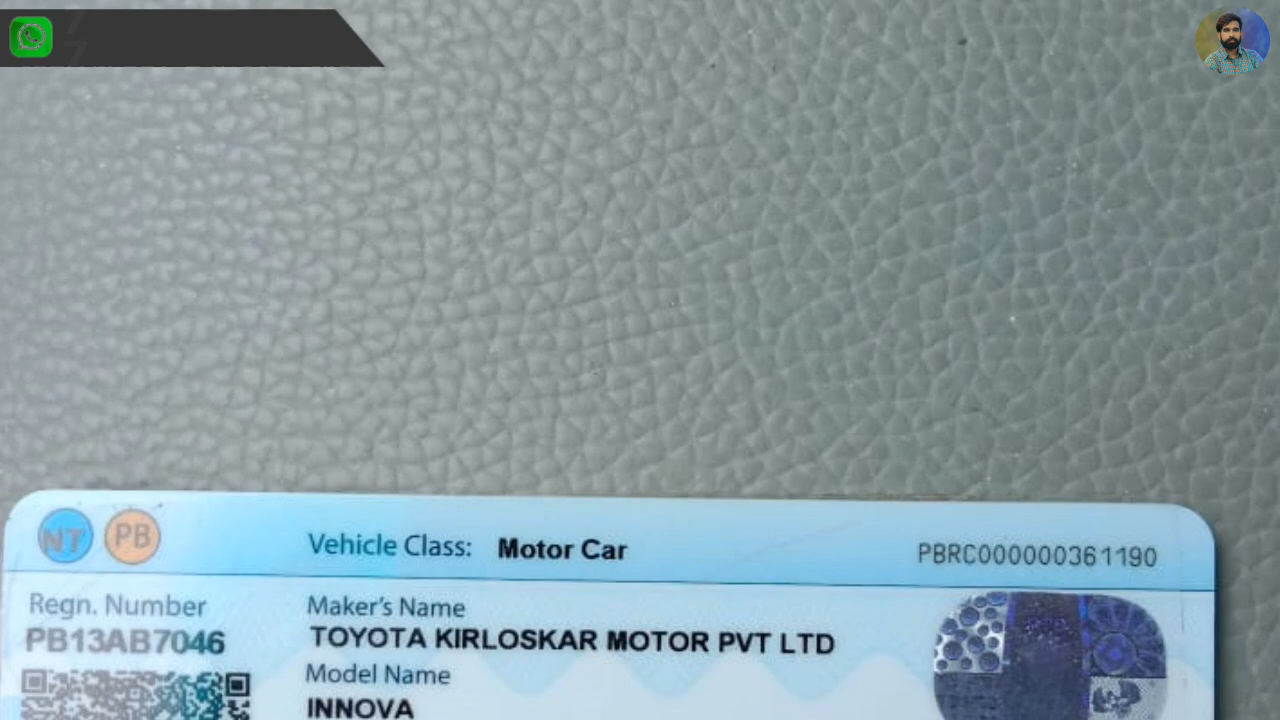 NT PB Vehicle Class: Motor Car PBRC000000361190
Regn. Number
PB13AB7046
Maker's Name
TOYOTA KIRLOSKAR MOTOR PVT LTD
Model Name
INNOVA